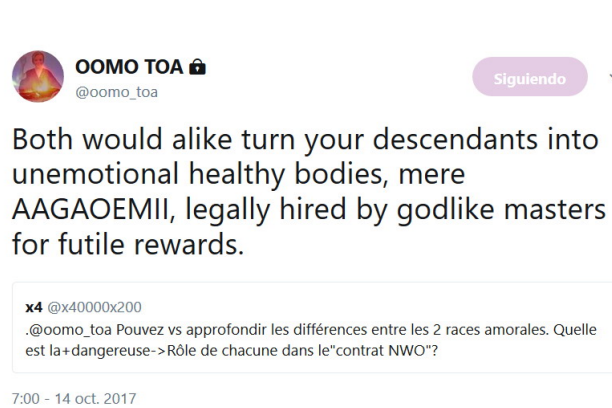 OOMO TOA
@oomo_toa
Siguiendo
Both would alike turn your descendants into
unemotional healthy bodies, mere
AAGAOEMII, legally hired by godlike masters
for futile rewards.
x4 @x40000x200
.@oomo_toa Pouvez vs approfondir les différences entre les 2 races amorales. Quelle
est la+dangereuse->Rôle de chacune dans le"contrat NWO"?
7:00 - 14 oct. 2017